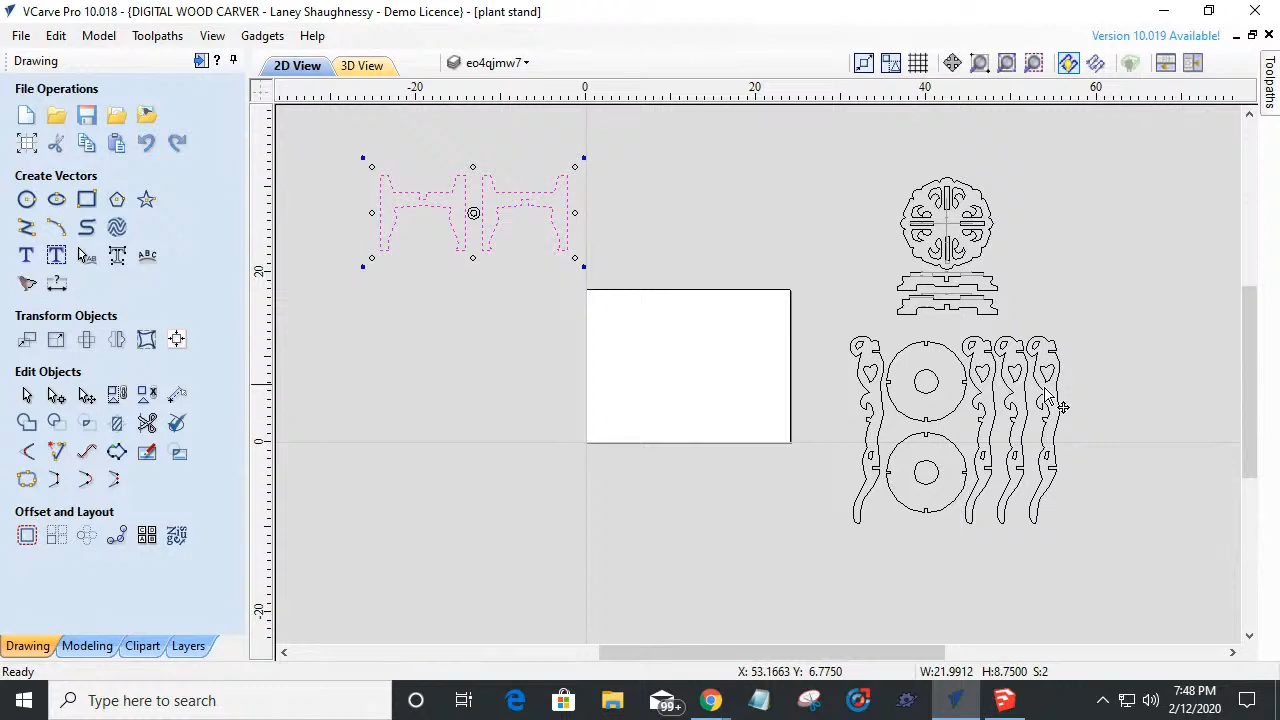 VCarve Pro 10.018 - {DIGITAL WOOD CARVER - Laney Shaughnessy - Demo Licence} - [plant stand]
File Edit Model Toolpaths View Gadgets Help
Version 10.019 Available!
Drawing
?
2D View
3D View
eo4qjmw7
-20 0 20 40 60
20
0
-20
File Operations
Create Vectors
Transform Objects
Edit Objects
Offset and Layout
Drawing Modeling Clipart Layers
Toolpaths
Ready
X: 53.1663 Y: 6.7750
W:21.9912 H:8.7500 S:2
Type here to search
99+
7:48 PM
2/12/2020